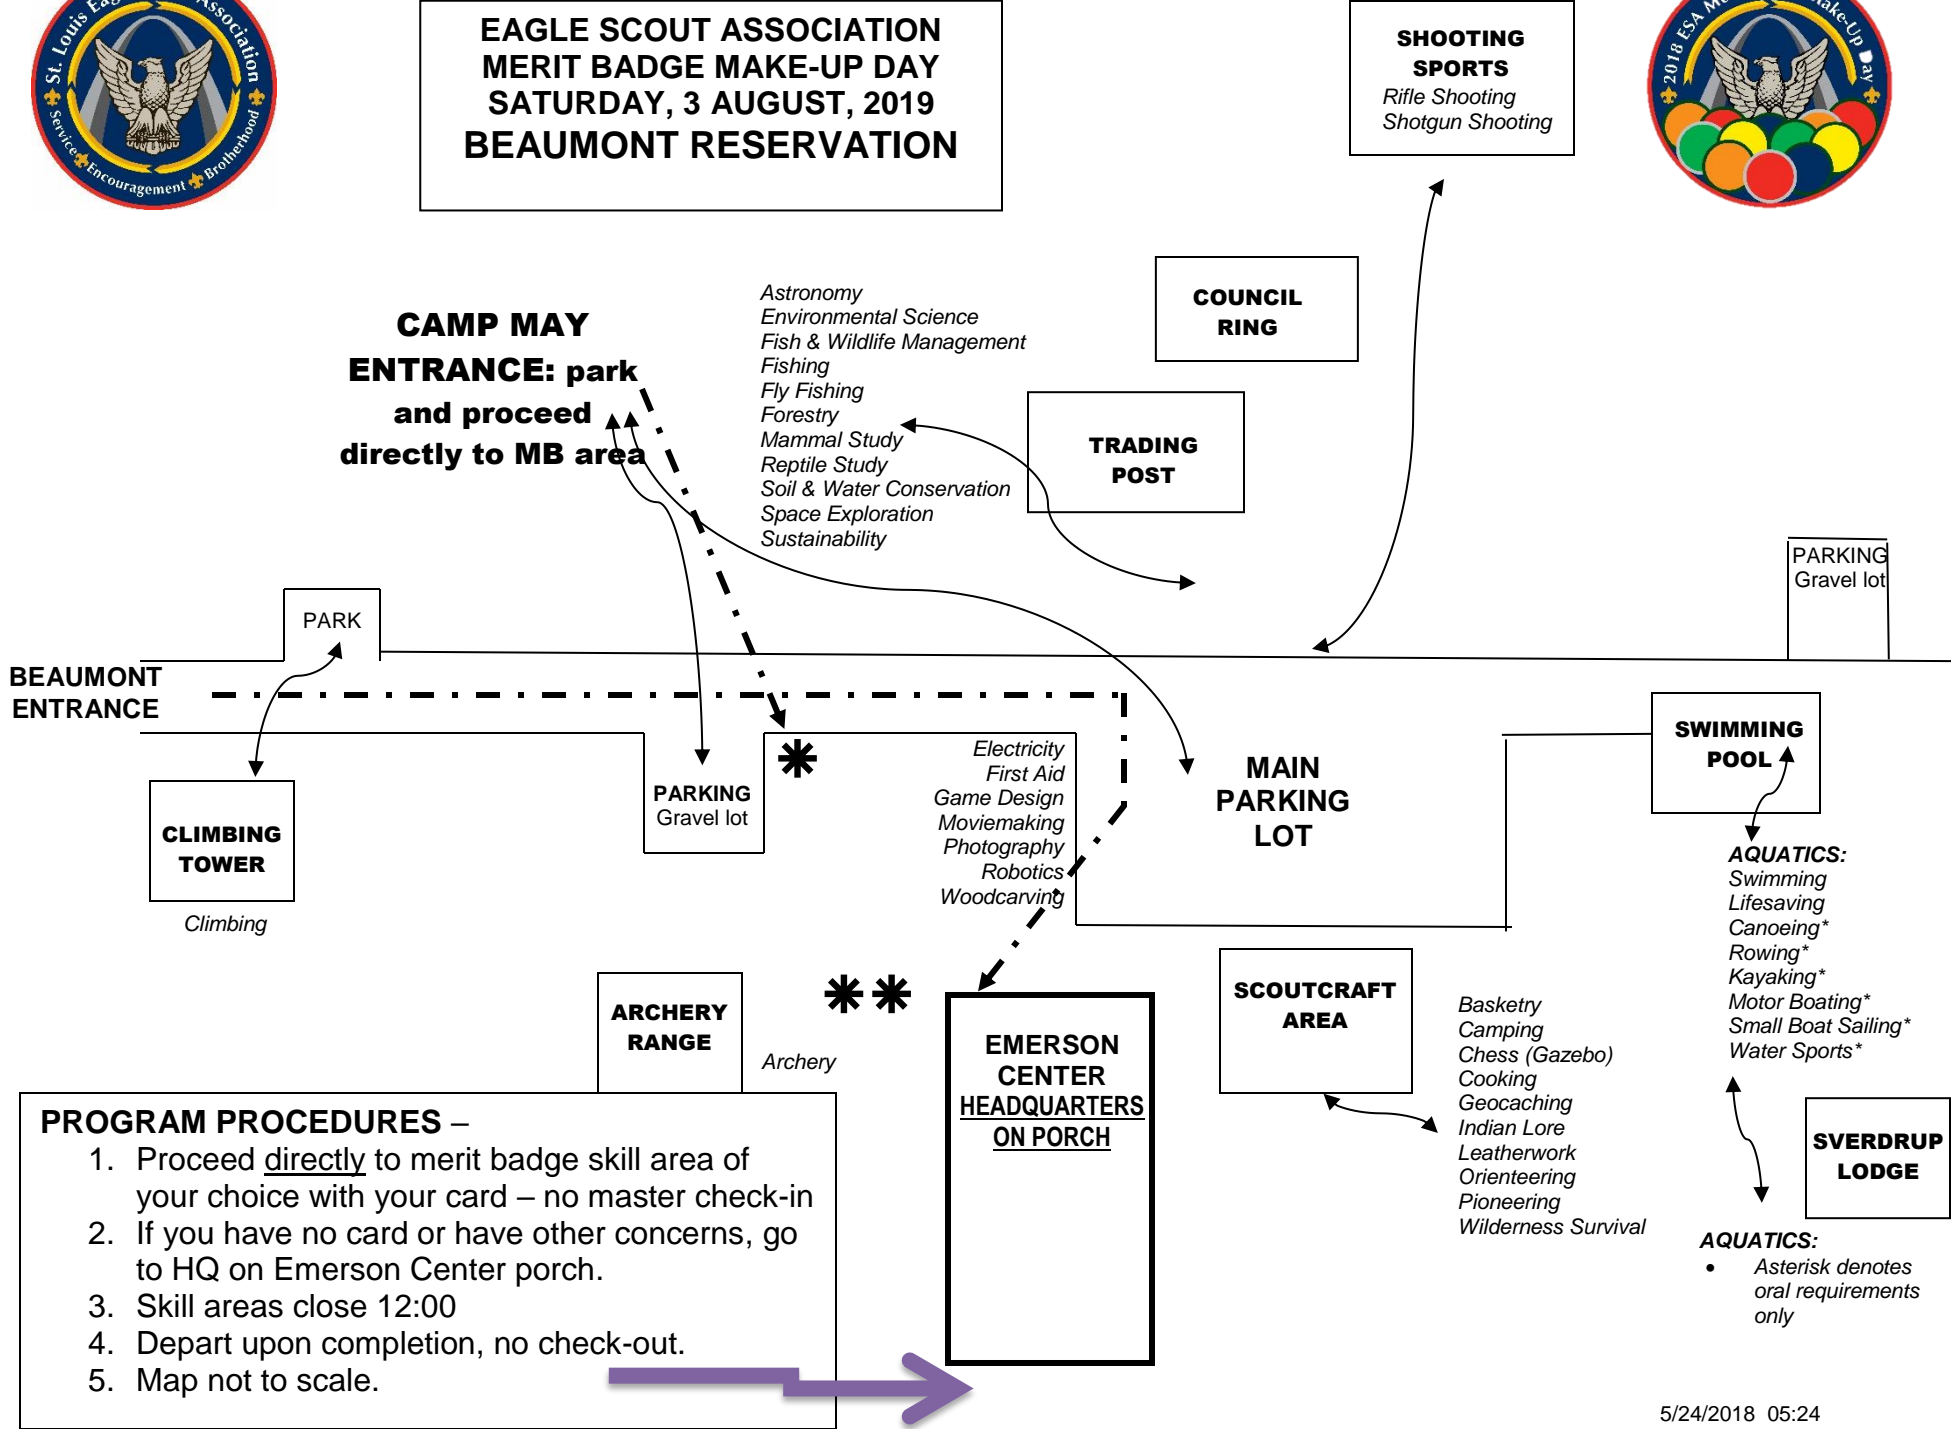 St. Louis Eagle
Association
Service
Encouragement
Brotherhood
EAGLE SCOUT ASSOCIATION
MERIT BADGE MAKE-UP DAY
SATURDAY, 3 AUGUST, 2019
BEAUMONT RESERVATION
SHOOTING
SPORTS
Rifle Shooting
Shotgun Shooting
2018 ESA
Make-Up Day
COUNCIL
RING
CAMP MAY
ENTRANCE: park
and proceed
directly to MB area
Astronomy
Environmental Science
Fish & Wildlife Management
Fishing
Fly Fishing
Forestry
Mammal Study
Reptile Study
Soil & Water Conservation
Space Exploration
Sustainability
TRADING
POST
PARKING
Gravel lot
PARK
BEAUMONT
ENTRANCE
SWIMMING
POOL
Electricity
First Aid
Game Design
Moviemaking
Photography
Robotics
Woodcarving
MAIN
PARKING
LOT
PARKING
Gravel lot
CLIMBING
TOWER
Climbing
AQUATICS:
Swimming
Lifesaving
Canoeing*
Rowing*
Kayaking*
Motor Boating*
Small Boat Sailing*
Water Sports*
ARCHERY
RANGE
Archery
EMERSON
CENTER
HEADQUARTERS
ON PORCH
SCOUTCRAFT
AREA
Basketry
Camping
Chess (Gazebo)
Cooking
Geocaching
Indian Lore
Leatherwork
Orienteering
Pioneering
Wilderness Survival
SVERDRUP
LODGE
AQUATICS:
• Asterisk denotes
oral requirements
only
PROGRAM PROCEDURES –
1. Proceed directly to merit badge skill area of
your choice with your card – no master check-in
2. If you have no card or have other concerns, go
to HQ on Emerson Center porch.
3. Skill areas close 12:00
4. Depart upon completion, no check-out.
5. Map not to scale.
5/24/2018 05:24